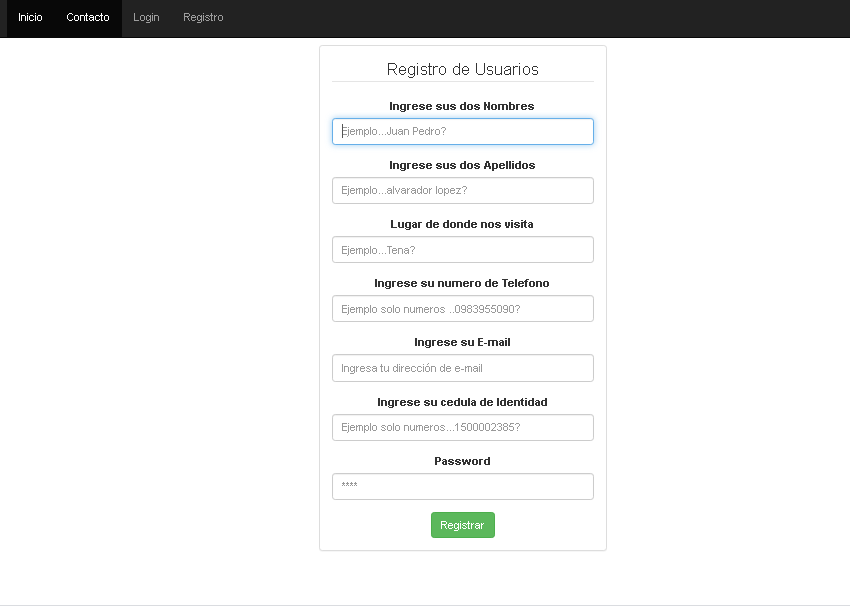 Inicio Contacto Login Registro
Registro de Usuarios
Ingrese sus dos Nombres
Ejemplo...Juan Pedro?
Ingrese sus dos Apellidos
Ejemplo...alvarador lopez?
Lugar de donde nos visita
Ejemplo...Tena?
Ingrese su numero de Telefono
Ejemplo solo numeros ..0983955090?
Ingrese su E-mail
Ingresa tu dirección de e-mail
Ingrese su cedula de Identidad
Ejemplo solo numeros...1500002385?
Password
****
Registrar